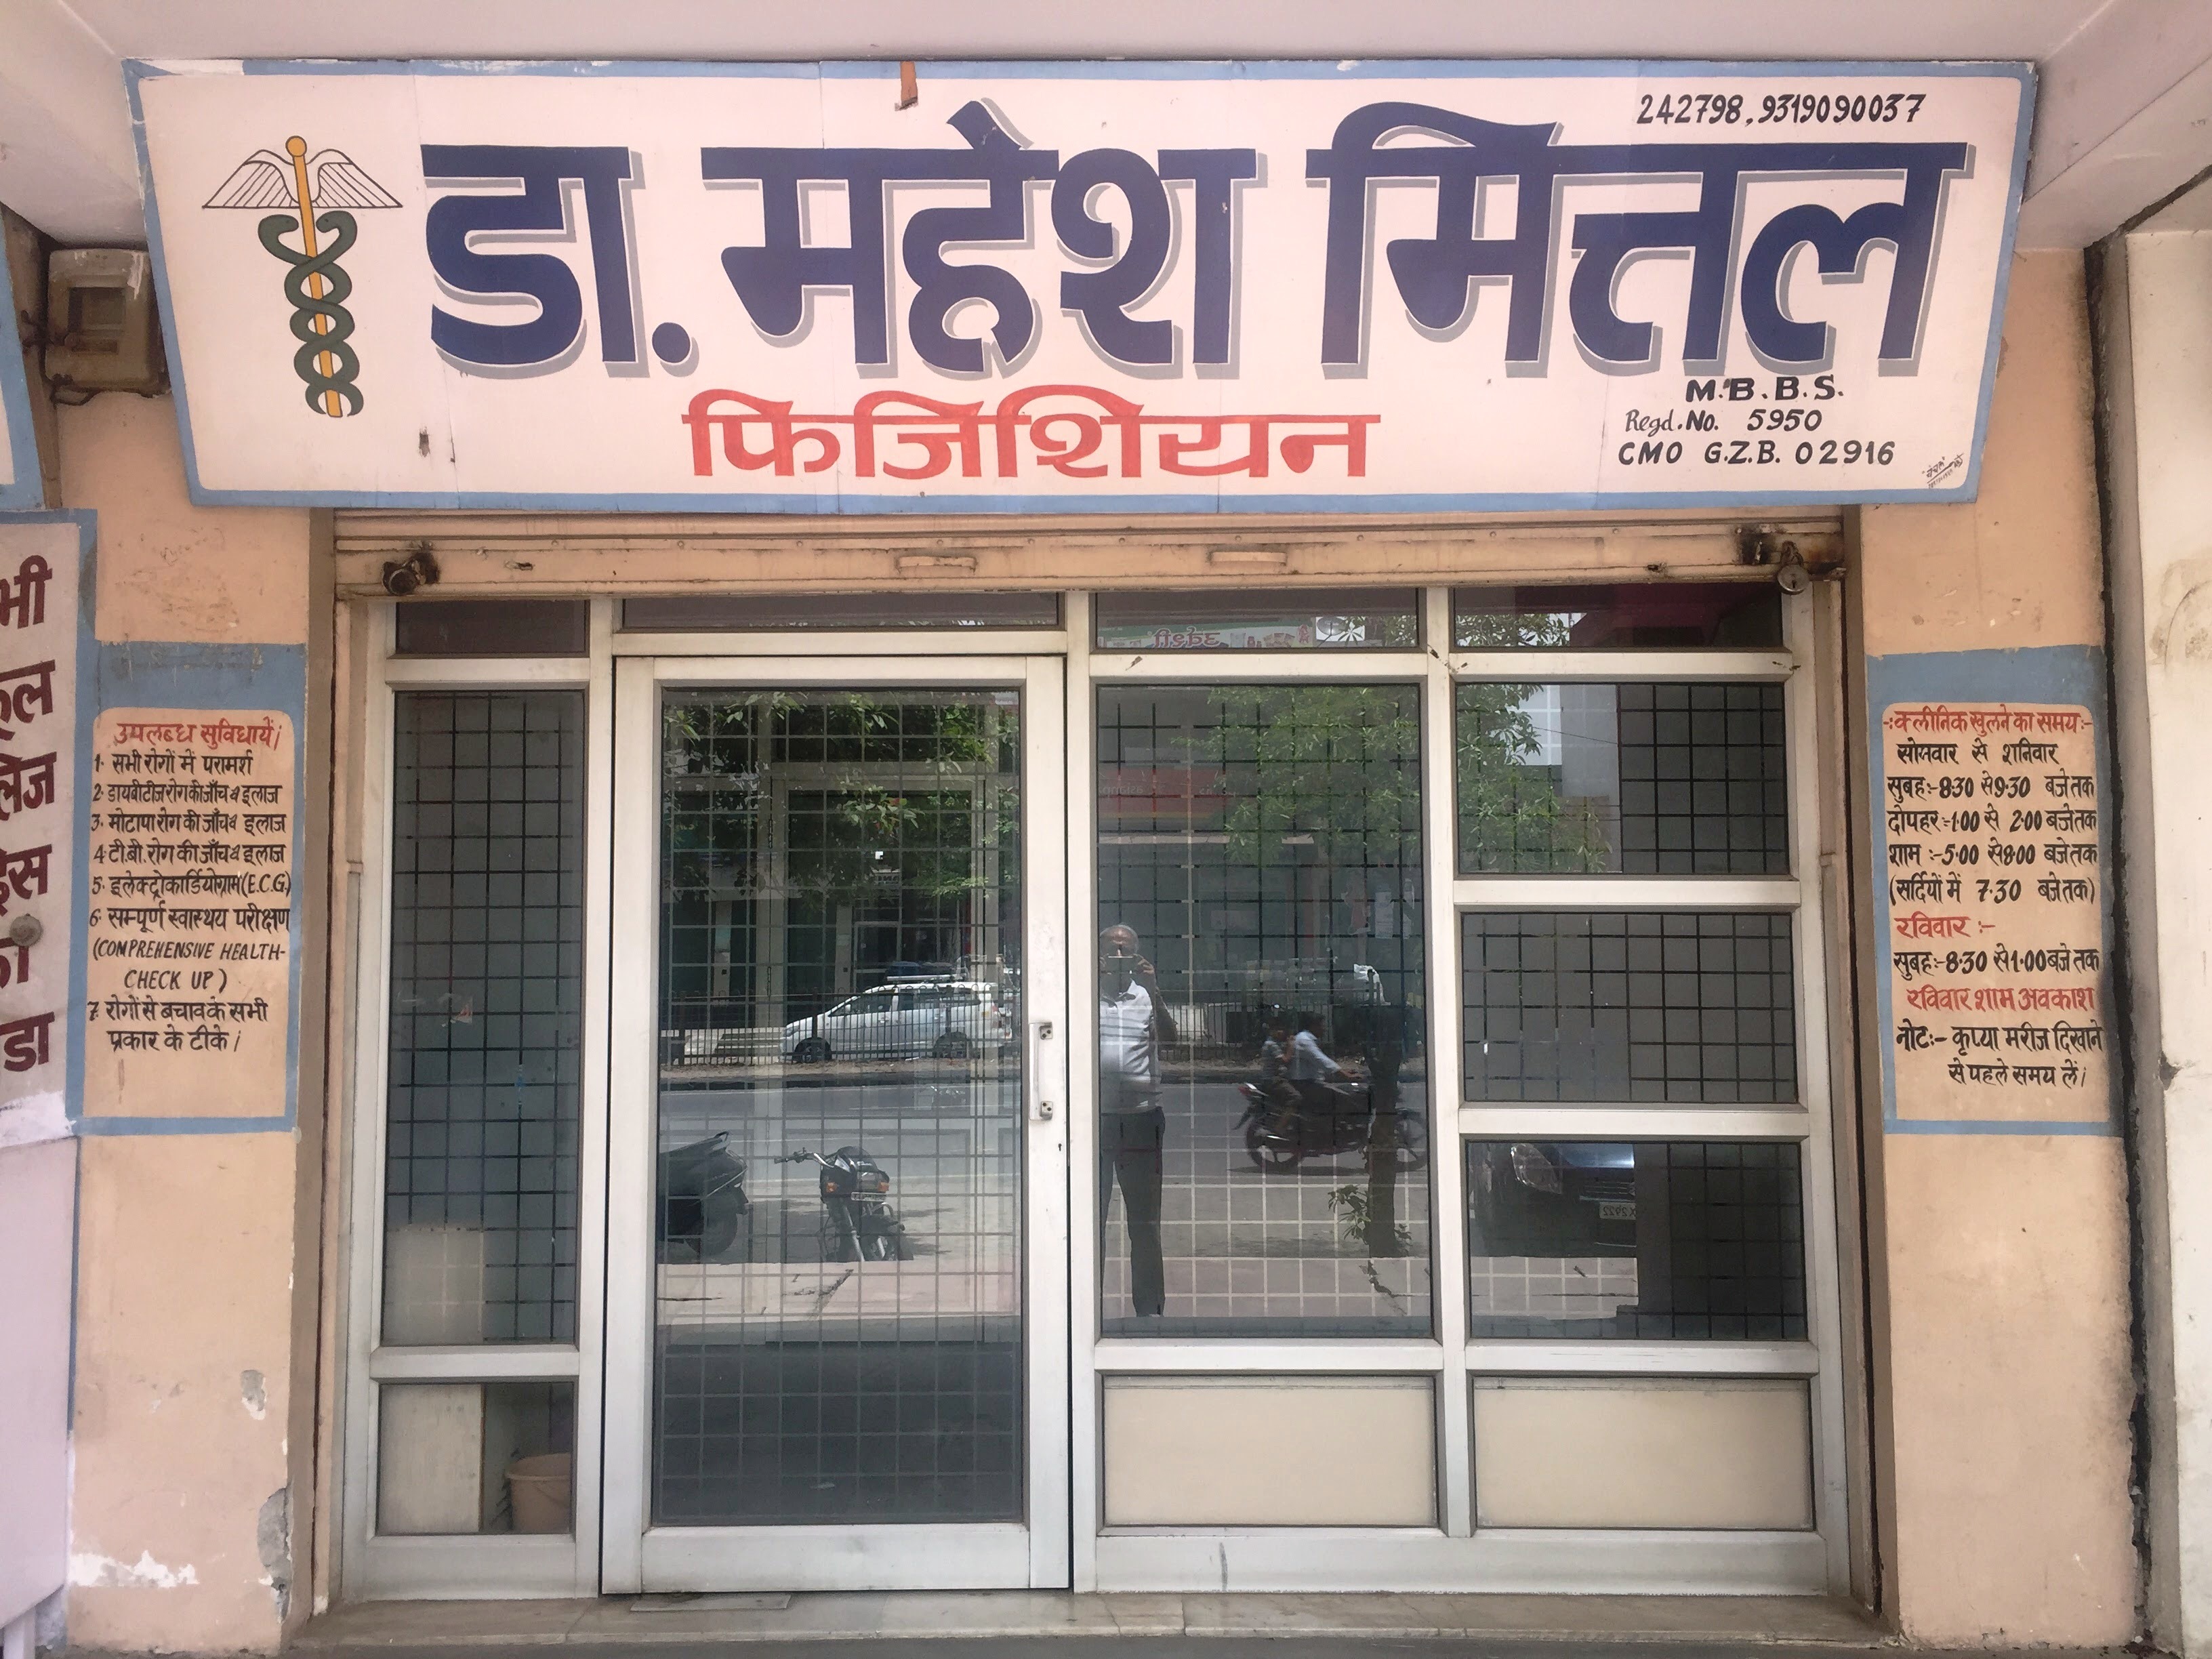 242798, 9319090037
डा. महेश मित्तल
फिजिशियन
M.B.B.S.
Regd. No. 5950
CMO G.Z.B. 02916
भी
लेज
डा
उपलब्ध सुविधायें।
1. सभी रोगों में परामर्श
2. डायबीटीज रोग की जाँच व इलाज
3. मोटापा रोग की जाँच व इलाज
4 टी.बी. रोग की जाँच व इलाज
5. इलेक्ट्रोकार्डियोग्राम (E.C.G.)
6. सम्पूर्ण स्वास्थय परीक्षण
(COMPREHENSIVE HEALTH-
CHECK UP)
7 रोगों से बचाव के सभी
प्रकार के टीके।
-:क्लीनिक खुलने का समय:-
सोमवार से शनिवार
सुबह:-8.30 से 9.30 बजे तक
दोपहर:-1.00 से 2.00 बजे तक
शाम :-5.00 से 8.00 बजे तक
(सर्दियों में 7.30 बजे तक)
रविवार :-
सुबह:-8.30 से 1.00 बजे तक
रविवार शाम अवकाश
नोट:- कृप्या मरीज दिखाने
से पहले समय लें।